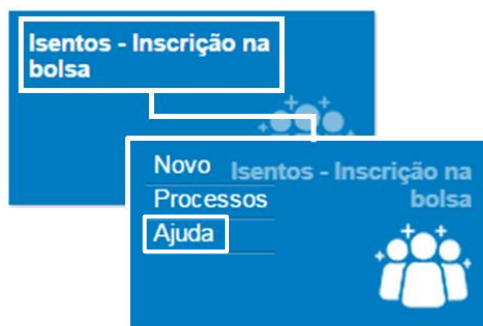 Isentos - Inscrição na
bolsa
Novo
Isentos - Inscrição na
bolsa
Processos
Ajuda